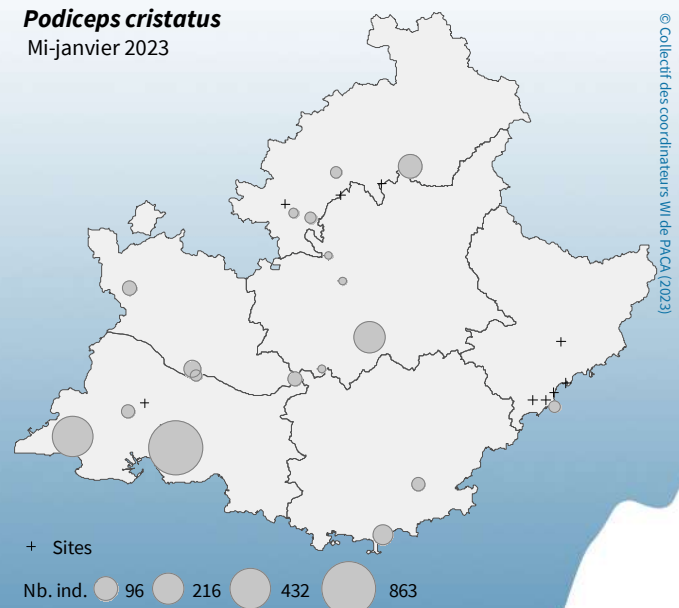 Podiceps cristatus
Mi-janvier 2023
© Collectif des coordinateurs WI de PACA (2023)
+ Sites
Nb. ind. 96 216 432 863